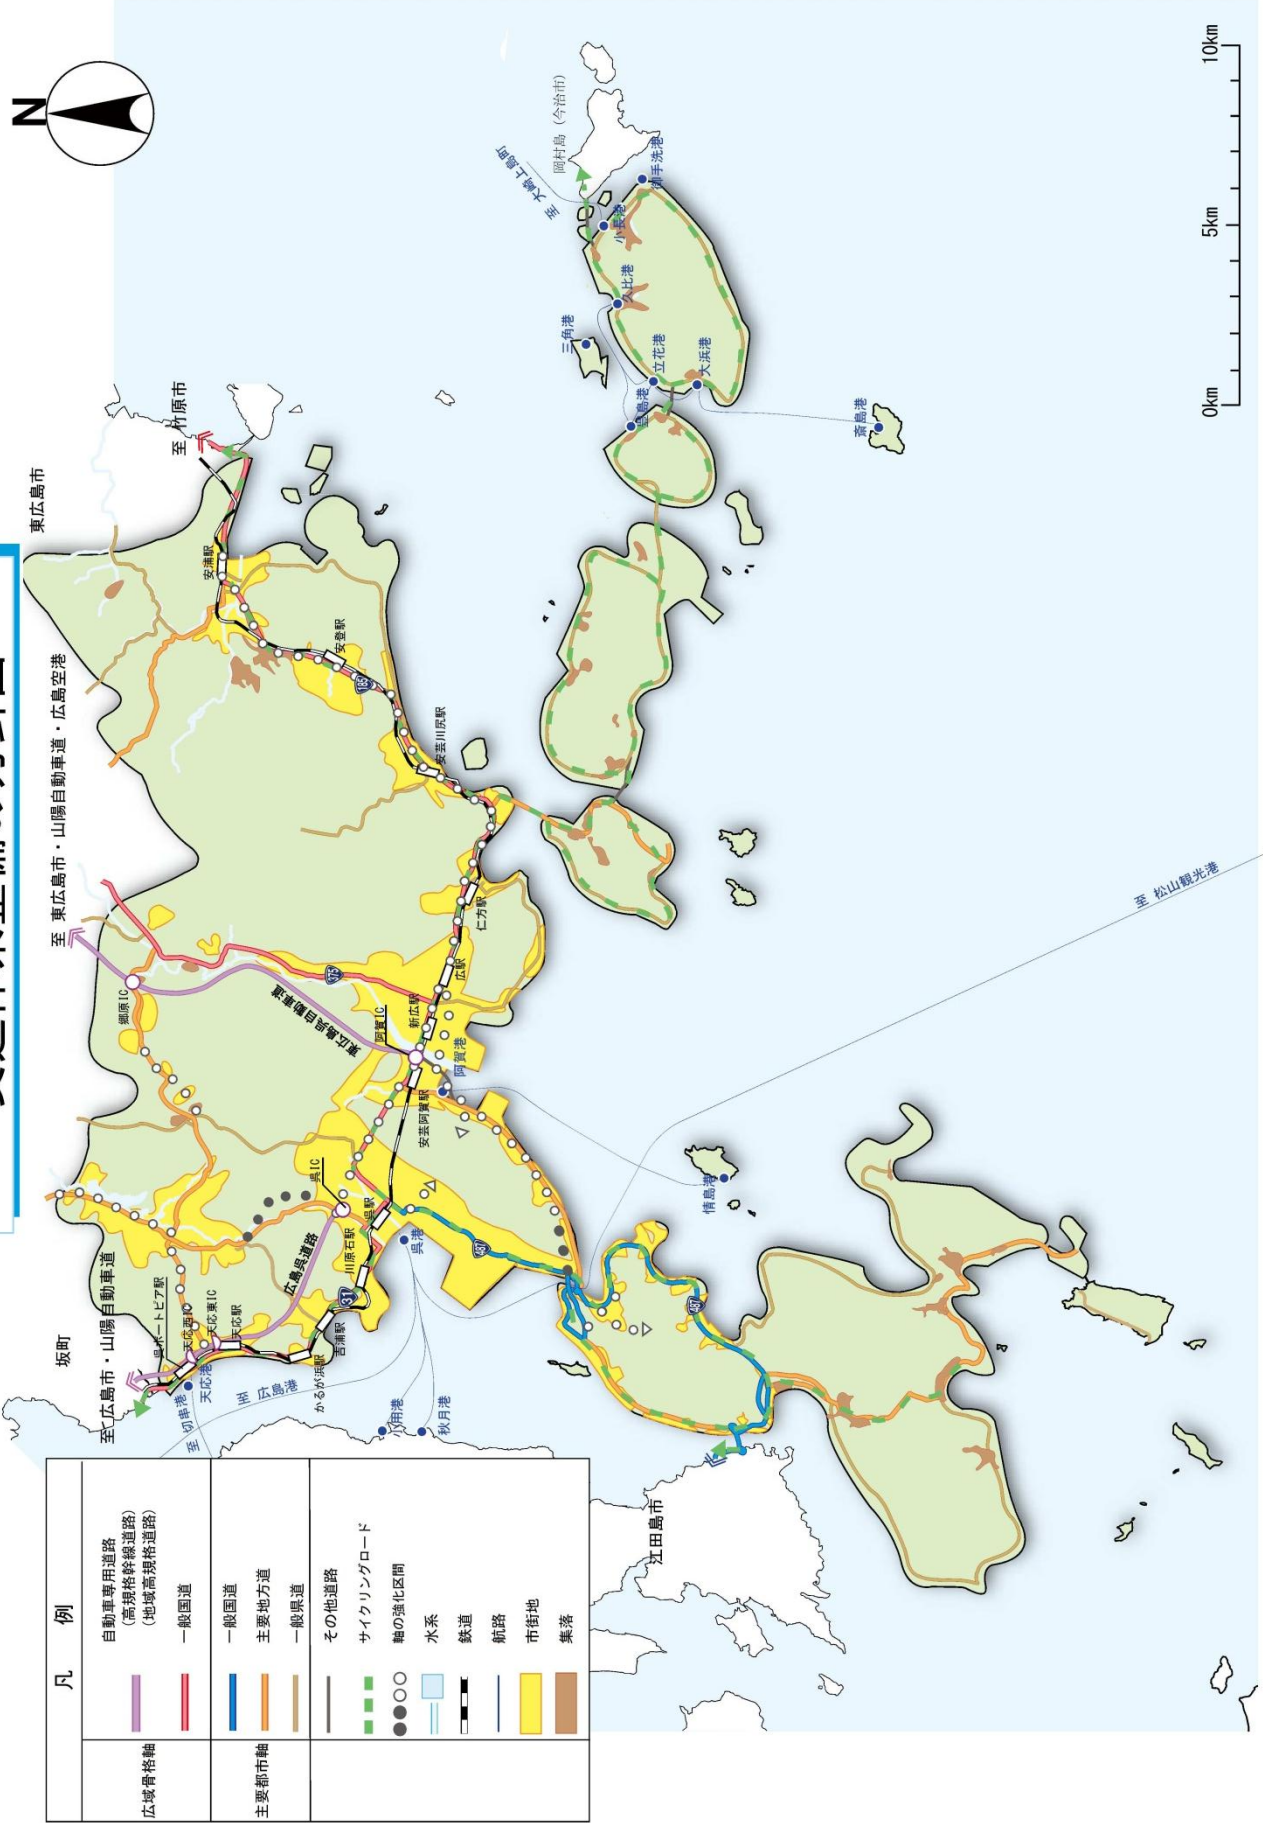 N
凡 例
広域骨格軸
自動車専用道路
(高規格幹線道路)
(地域高規格道路)
一般国道
主要都市軸
一般国道
主要地方道
一般県道
その他道路
サイクリングロード
軸の強化区間
水系
鉄道
航路
市街地
集落
坂町
至 広島市・山陽自動車道
呉ポートピア駅
天応西IC
天応東IC
天応駅
天応港
至 切串港
至 広島港
かるが浜駅
吉浦駅
31
川原石駅
広島呉道路
呉IC
呉駅
呉港
小用港
秋月港
487
487
江田島市
至 東広島市・山陽自動車道・広島空港
郷原IC
東広島呉自動車道
375
阿賀IC
新広駅
広駅
仁方駅
安芸阿賀駅
阿賀港
情島港
至 松山観光港
東広島市
至 竹原市
安浦駅
安登駅
185
安芸川尻駅
三角港
久比港
立花港
豊島港
大浜港
斎島港
小長港
御手洗港
岡村島 (今治市)
至 大崎上島町
0km
5km
10km